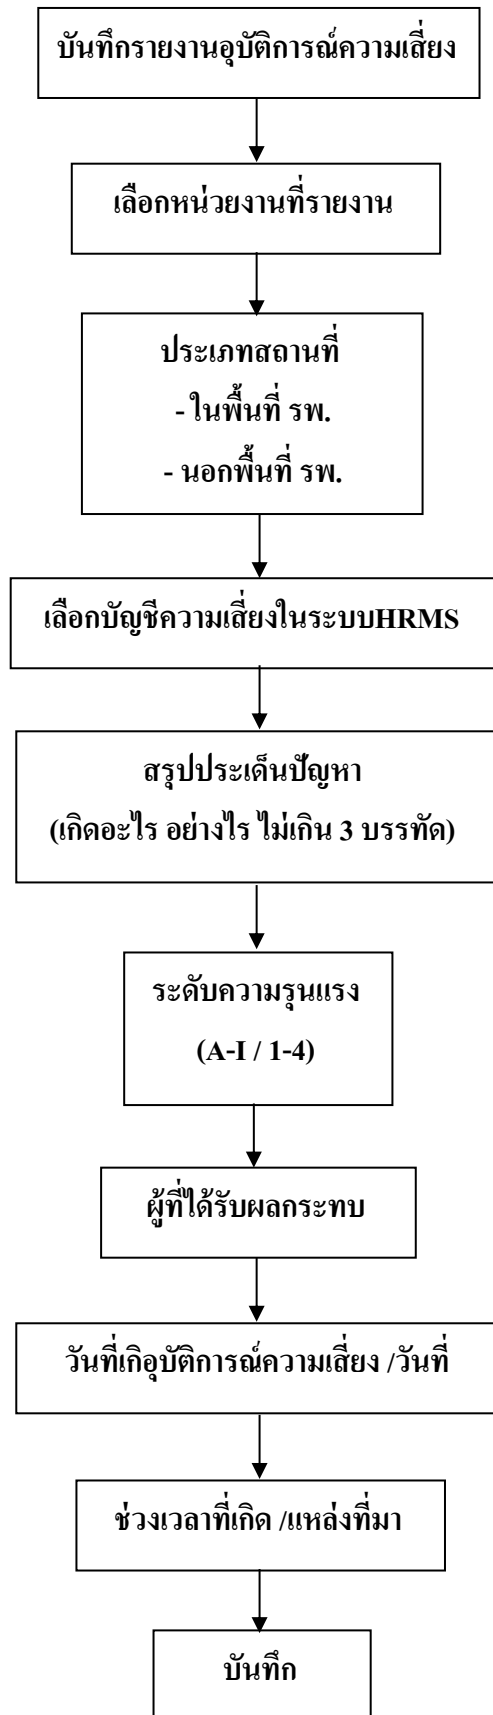 บันทึกรายงานอุบัติการณ์ความเสี่ยง
เลือกหน่วยงานที่รายงาน
ประเภทสถานที่
- ในพื้นที่ รพ.
- นอกพื้นที่ รพ.
เลือกบัญชีความเสี่ยงในระบบHRMS
สรุปประเด็นปัญหา
(เกิดอะไร อย่างไร ไม่เกิน 3 บรรทัด)
ระดับความรุนแรง
(A-I / 1-4)
ผู้ที่ได้รับผลกระทบ
วันที่เกิอุบัติการณ์ความเสี่ยง /วันที่
ช่วงเวลาที่เกิด /แหล่งที่มา
บันทึก